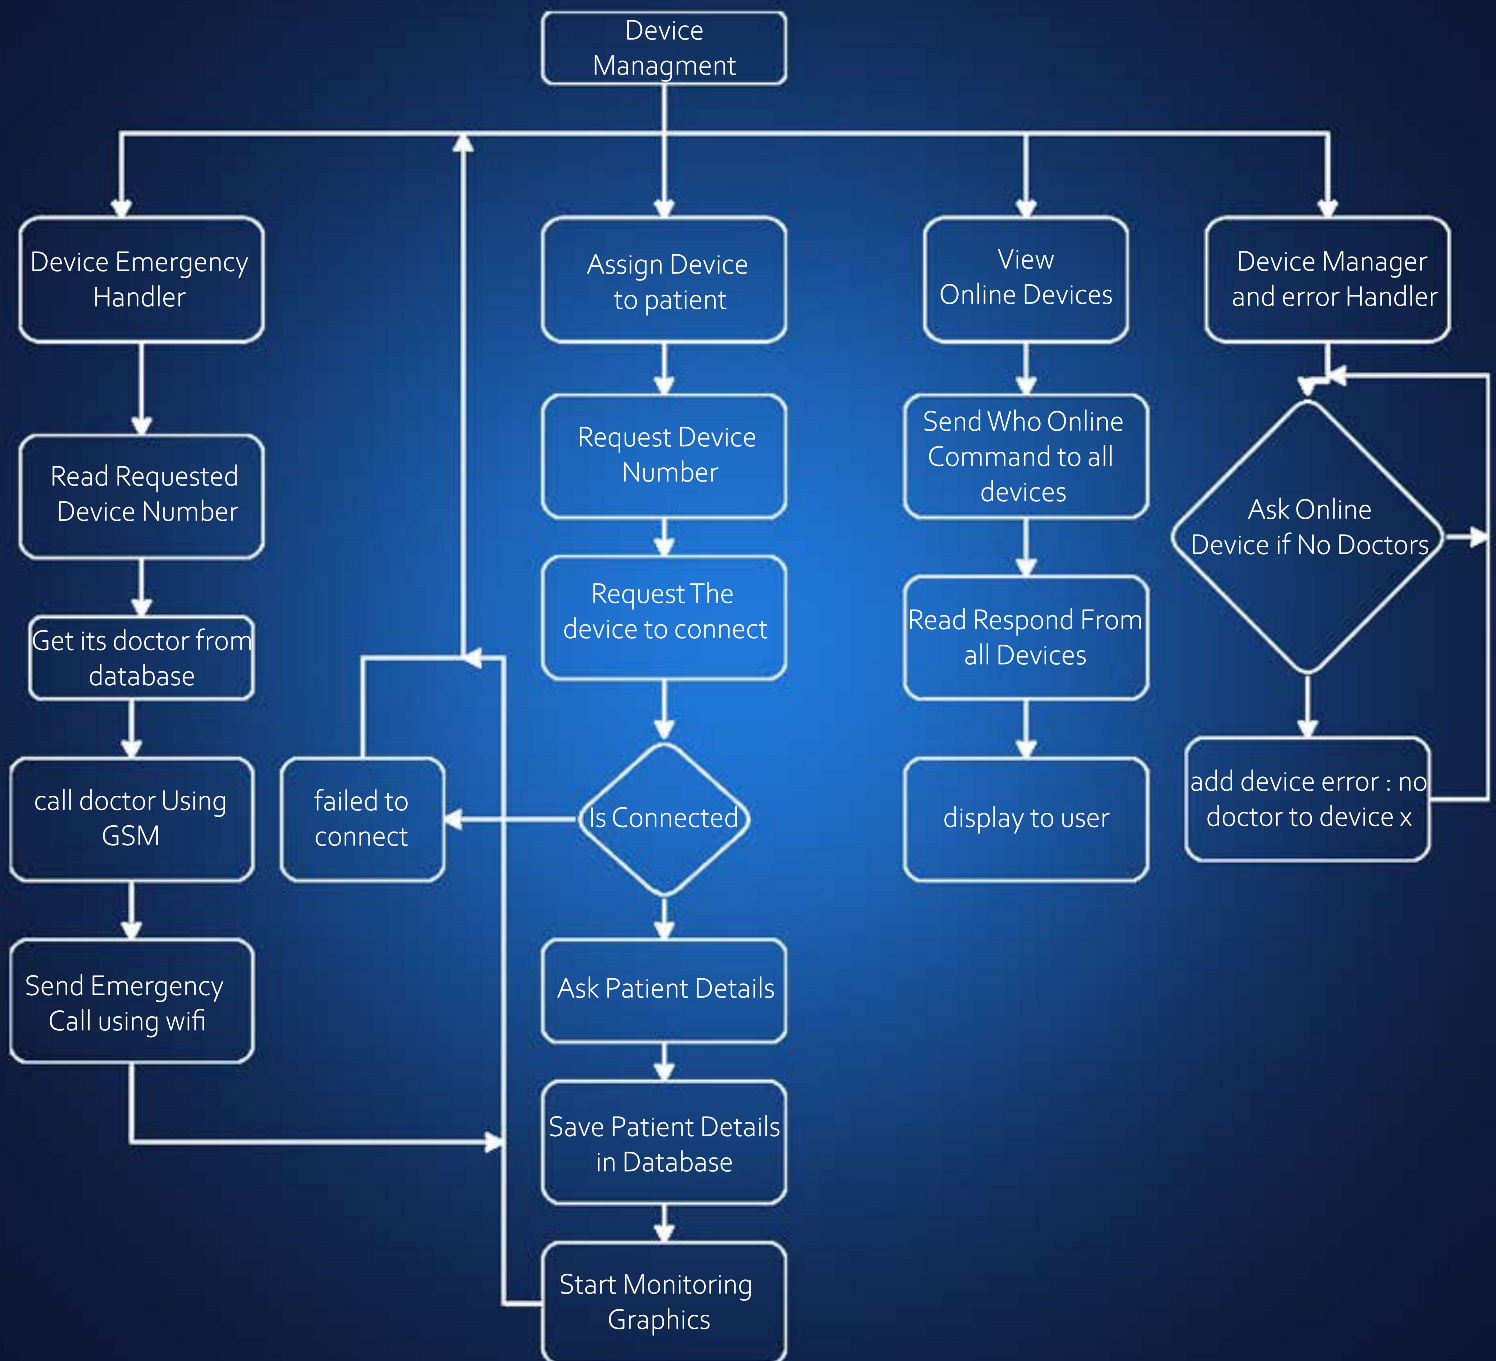 Device
Managment
Device Emergency
Handler
Assign Device
to patient
View
Online Devices
Device Manager
and error Handler
Read Requested
Device Number
Request Device
Number
Send Who Online
Command to all
devices
Ask Online
Device if No Doctors
Get its doctor from
database
Request The
device to connect
Read Respond From
all Devices
call doctor Using
GSM
failed to
connect
Is Connected
display to user
add device error : no
doctor to device x
Send Emergency
Call using wifi
Ask Patient Details
Save Patient Details
in Database
Start Monitoring
Graphics